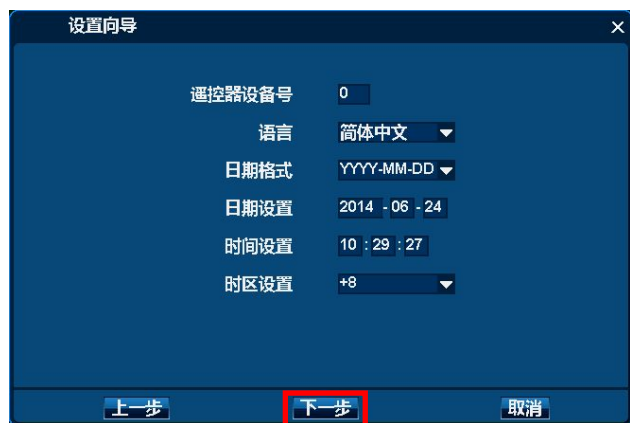 设置向导
遥控器设备号 0
语言 简体中文
日期格式 YYYY-MM-DD
日期设置 2014 - 06 - 24
时间设置 10 : 29 : 27
时区设置 +8
上一步 下一步 取消